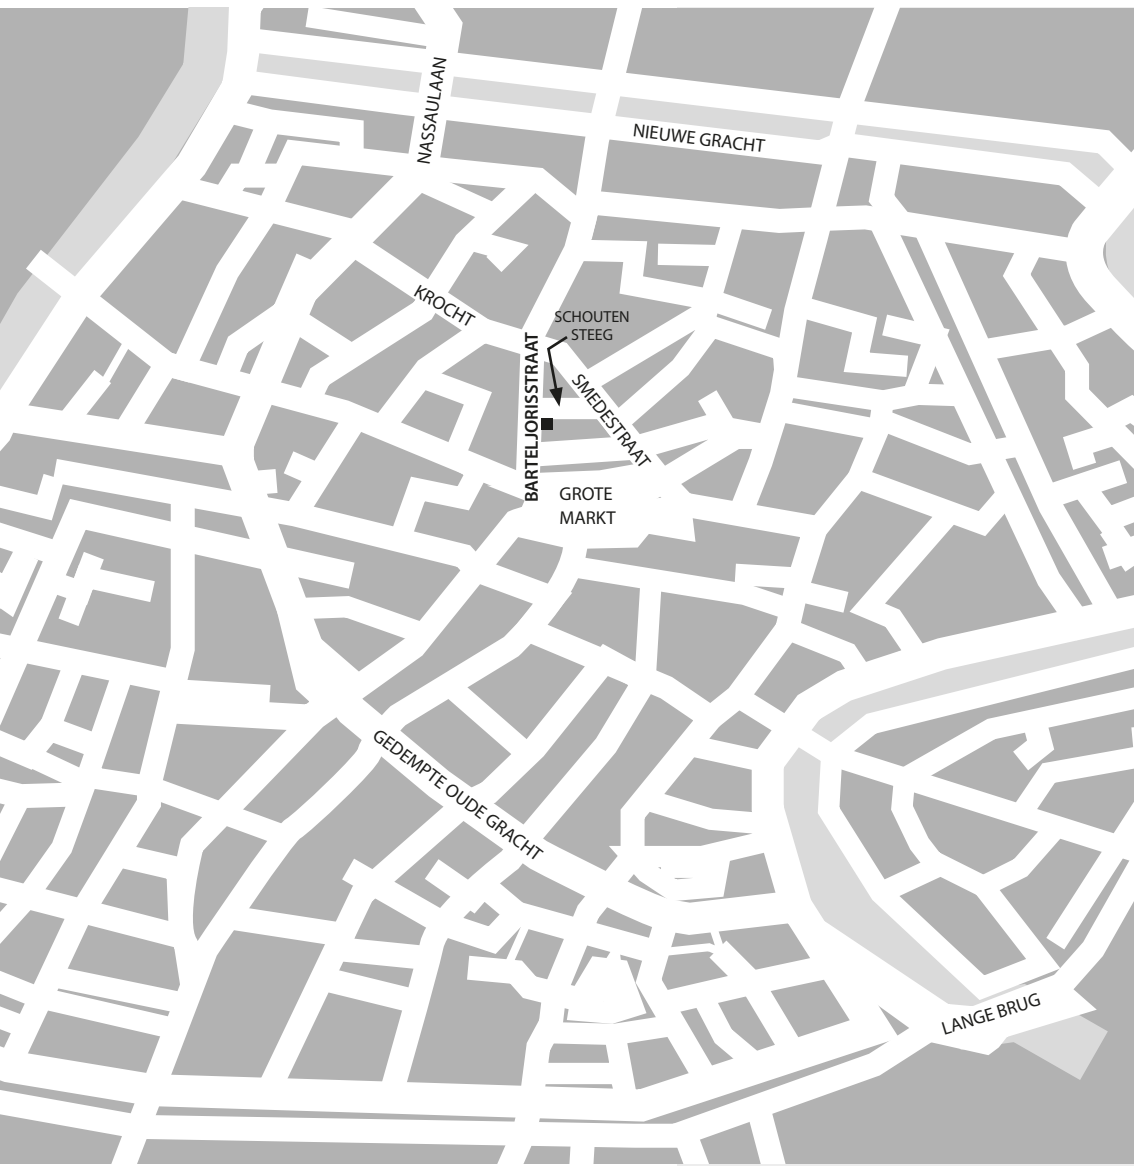 NASSAULAAN
NIEUWE GRACHT
KROCHT
SCHOUTEN
STEEG
BARTELJORISSTRAAT
SMEDESTRAAT
GROTE
MARKT
GEDEMPTE OUDE GRACHT
LANGE BRUG